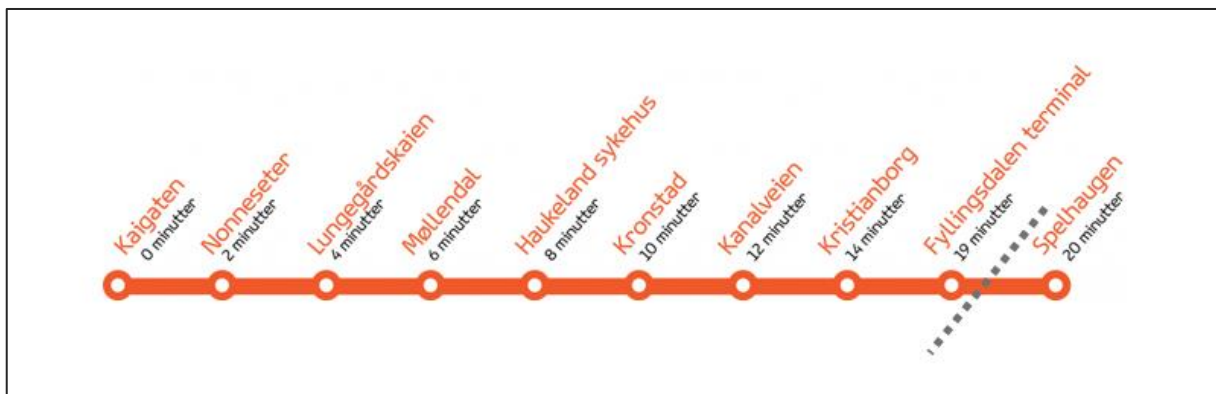 Kaigaten
0 minutter
Nonneseter
2 minutter
Lungegårdskaien
4 minutter
Møllendal
6 minutter
Haukeland sykehus
8 minutter
Kronstad
10 minutter
Kanalveien
12 minutter
Kristianborg
14 minutter
Fyllingsdalen terminal
19 minutter
Spelhaugen
20 minutter